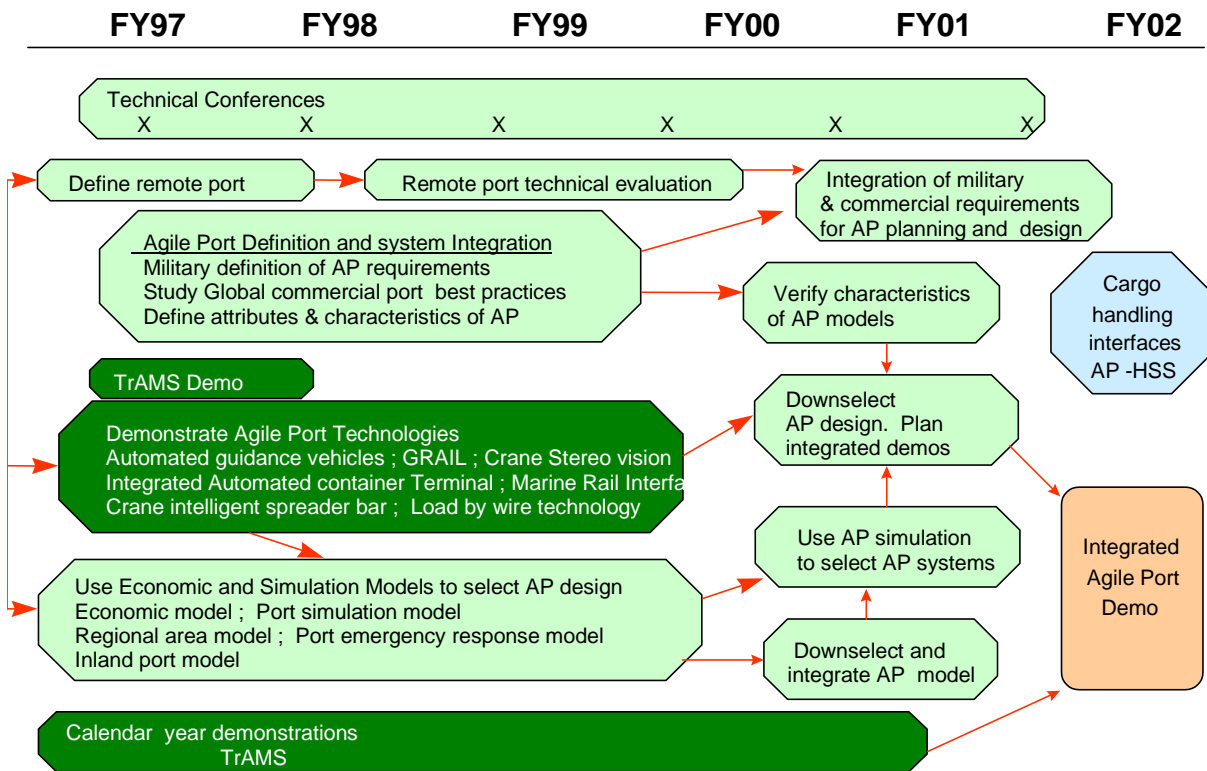 FY97 FY98 FY99 FY00 FY01 FY02
Technical Conferences
X X X X X X
Define remote port
Remote port technical evaluation
Integration of military
& commercial requirements
for AP planning and design
Agile Port Definition and system Integration
Military definition of AP requirements
Study Global commercial port best practices
Define attributes & characteristics of AP
Verify characteristics
of AP models
Cargo
handling
interfaces
AP -HSS
TrAMS Demo
Demonstrate Agile Port Technologies
Automated guidance vehicles ; GRAIL ; Crane Stereo vision
Integrated Automated container Terminal ; Marine Rail Interfa
Crane intelligent spreader bar ; Load by wire technology
Downselect
AP design. Plan
integrated demos
Use AP simulation
to select AP systems
Integrated
Agile Port
Demo
Use Economic and Simulation Models to select AP design
Economic model ; Port simulation model
Regional area model ; Port emergency response model
Inland port model
Downselect and
integrate AP model
Calendar year demonstrations
TrAMS